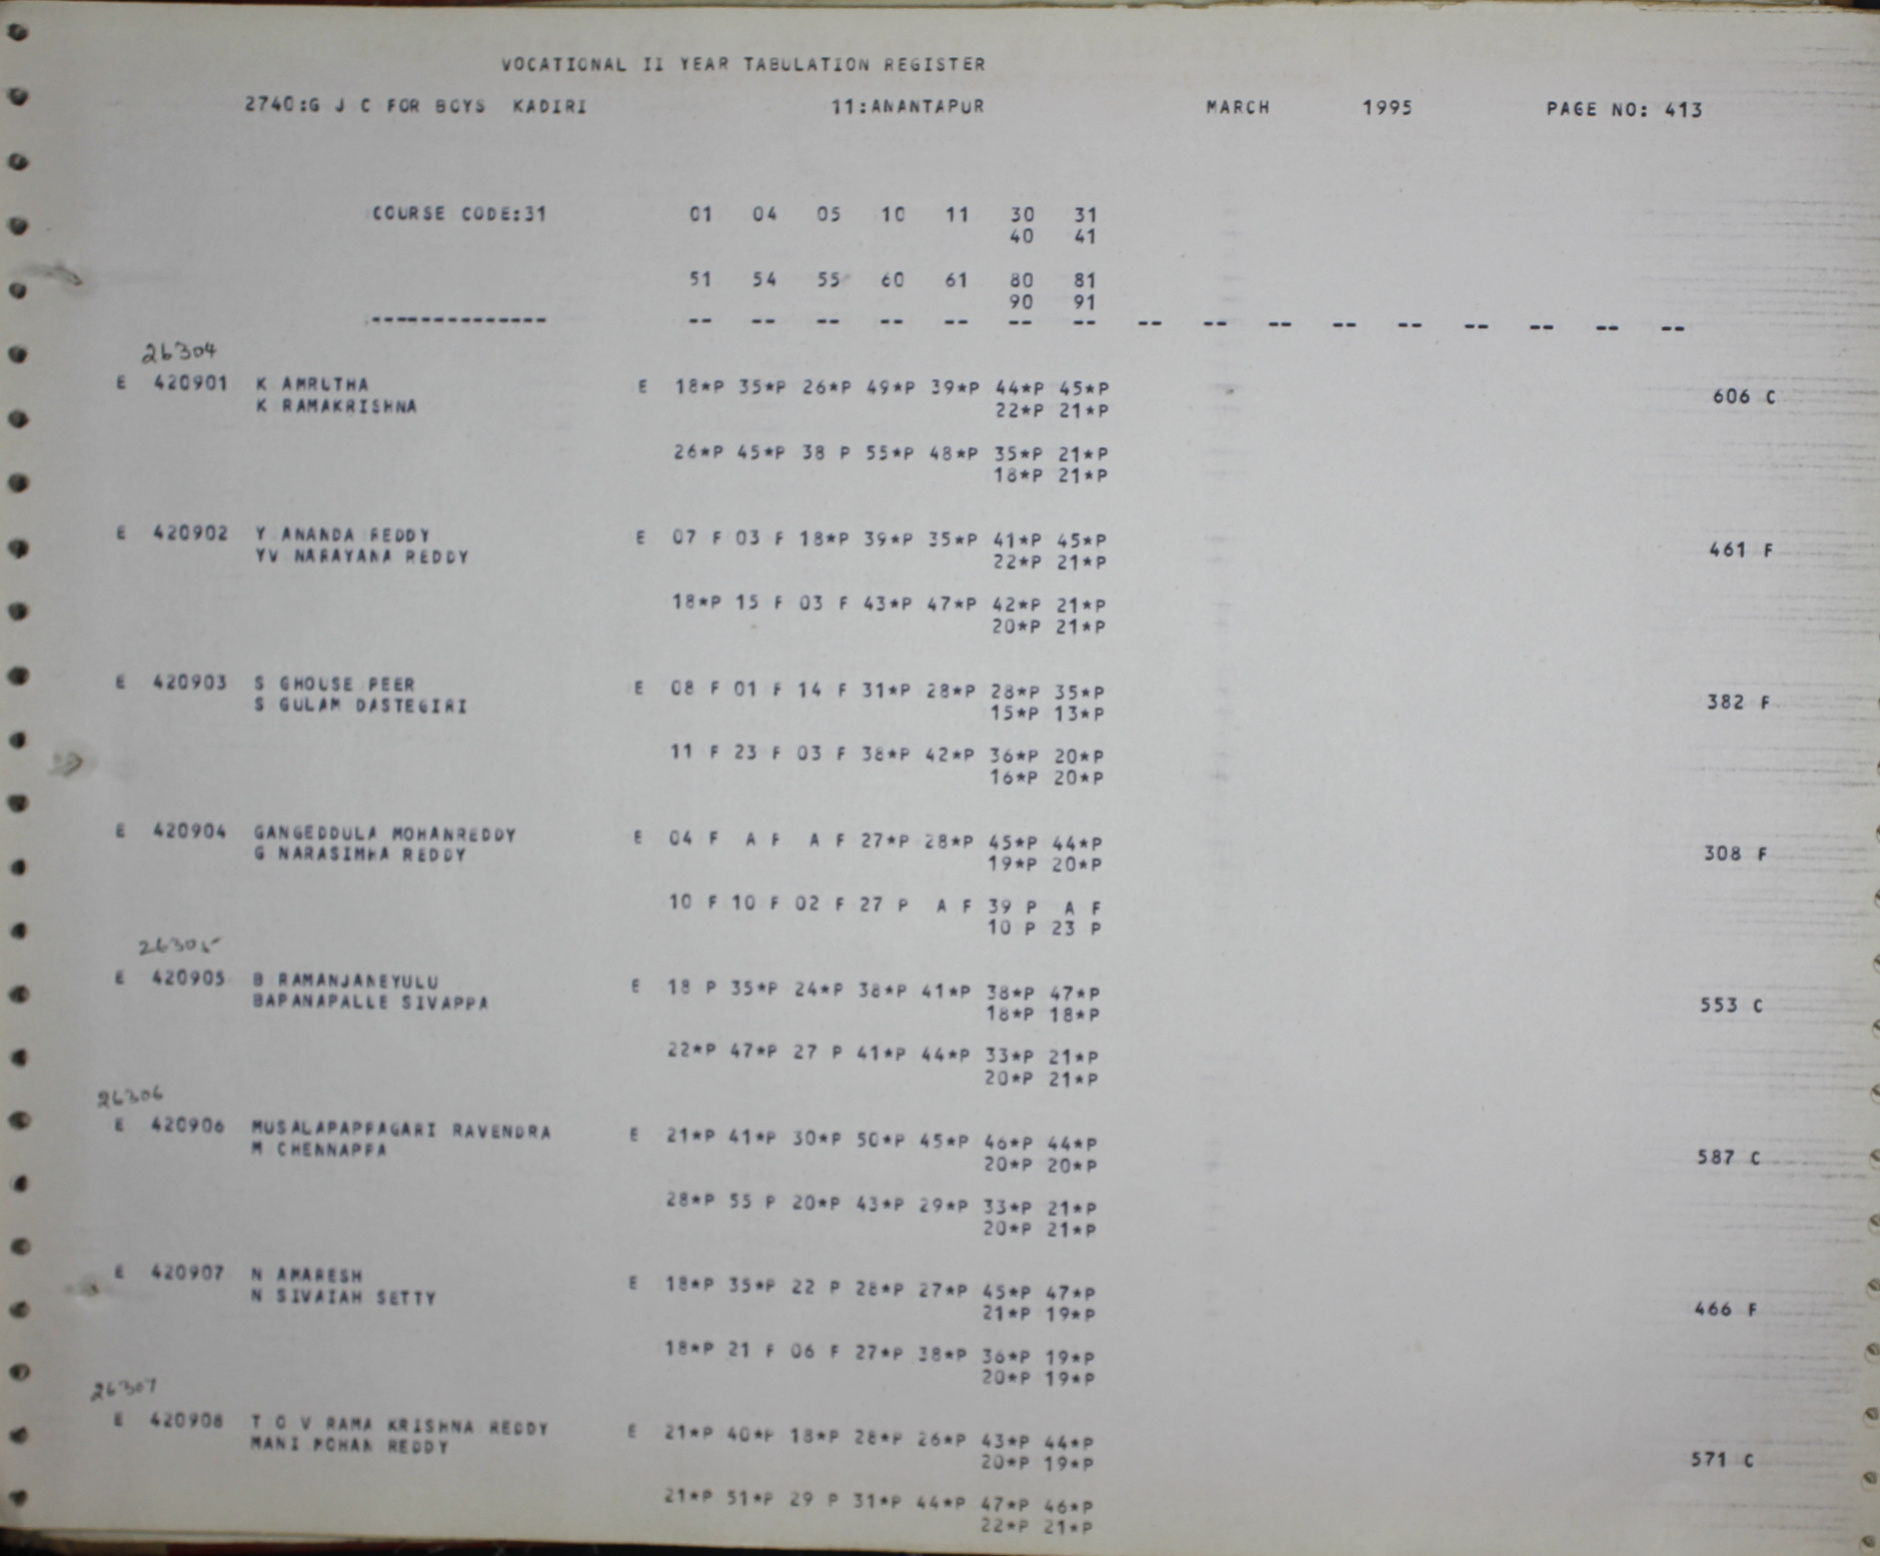 VOCATIONAL II YEAR TABULATION REGISTER
2740:G J C FOR BOYS KADIRI 11:ANANTAPUR MARCH 1995 PAGE NO: 413
COURSE CODE:31 01 04 05 10 11 30 31
40 41
51 54 55 60 61 80 81
90 91
-------------- -- -- -- -- -- -- -- -- -- -- -- -- -- -- -- --
26304
E 420901 K AMRUTHA E 18*P 35*P 26*P 49*P 39*P 44*P 45*P 606 C
K RAMAKRISHNA 22*P 21*P
26*P 45*P 38 P 55*P 48*P 35*P 21*P
18*P 21*P
E 420902 Y ANANDA REDDY E 07 F 03 F 18*P 39*P 35*P 41*P 45*P 461 F
YV NARAYANA REDDY 22*P 21*P
18*P 15 F 03 F 43*P 47*P 42*P 21*P
20*P 21*P
E 420903 S GHOUSE PEER E 08 F 01 F 14 F 31*P 28*P 28*P 35*P 382 F
S GULAM DASTEGIRI 15*P 13*P
11 F 23 F 03 F 38*P 42*P 36*P 20*P
16*P 20*P
E 420904 GANGEDDULA MOHANREDDY E 04 F A F A F 27*P 28*P 45*P 44*P 308 F
G NARASIMHA REDDY 19*P 20*P
10 F 10 F 02 F 27 P A F 39 P A F
10 P 23 P
26305
E 420905 B RAMANJANEYULU E 18 P 35*P 24*P 38*P 41*P 38*P 47*P 553 C
BAPANAPALLE SIVAPPA 18*P 18*P
22*P 47*P 27 P 41*P 44*P 33*P 21*P
20*P 21*P
26306
E 420906 MUSALAPAPPAGARI RAVENDRA E 21*P 41*P 30*P 50*P 45*P 46*P 44*P 587 C
M CHENNAPPA 20*P 20*P
28*P 55 P 20*P 43*P 29*P 33*P 21*P
20*P 21*P
E 420907 N AMARESH E 18*P 35*P 22 P 28*P 27*P 45*P 47*P 466 F
N SIVAIAH SETTY 21*P 19*P
18*P 21 F 06 F 27*P 38*P 36*P 19*P
20*P 19*P
26307
E 420908 T O V RAMA KRISHNA REDDY E 21*P 40*P 18*P 28*P 26*P 43*P 44*P 571 C
MANI MOHAN REDDY 20*P 19*P
21*P 51*P 29 P 31*P 44*P 47*P 46*P
22*P 21*P